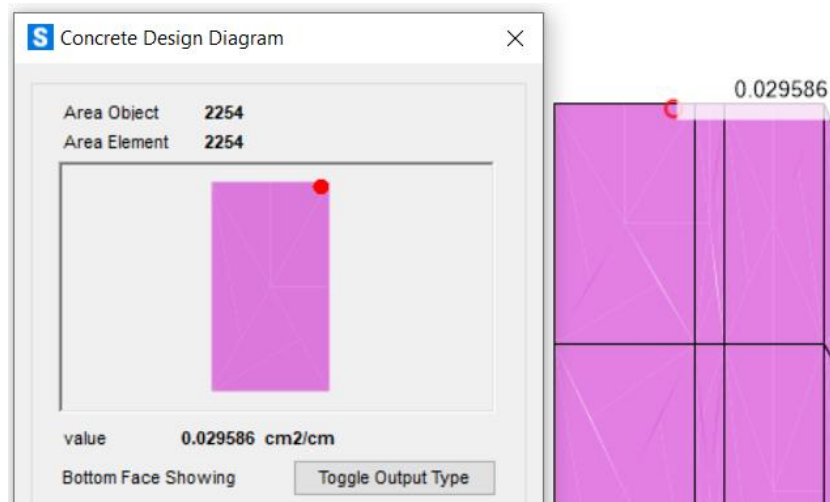 S Concrete Design Diagram
0.029586
Area Object 2254
Area Element 2254
value 0.029586 cm2/cm
Bottom Face Showing Toggle Output Type